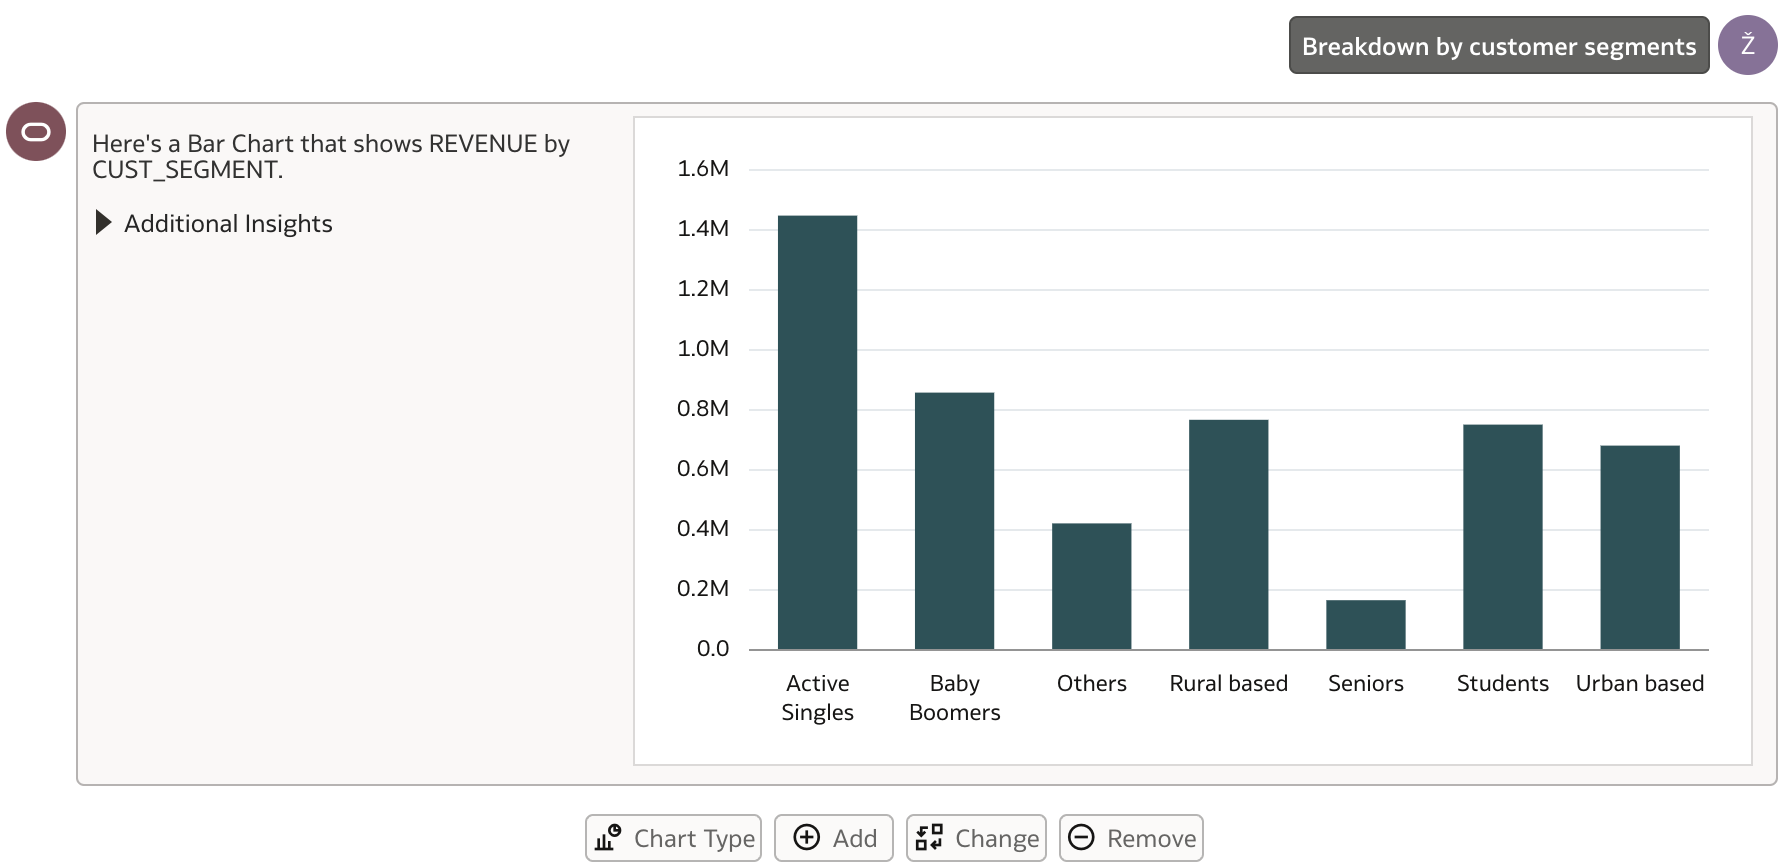 Breakdown by customer segments
Ž
Here's a Bar Chart that shows REVENUE by
CUST_SEGMENT.
Additional Insights
1.6M
1.4M
1.2M
1.0M
0.8M
0.6M
0.4M
0.2M
0.0
Active
Singles
Baby
Boomers
Others
Rural based
Seniors
Students
Urban based
Chart Type
Add
Change
Remove